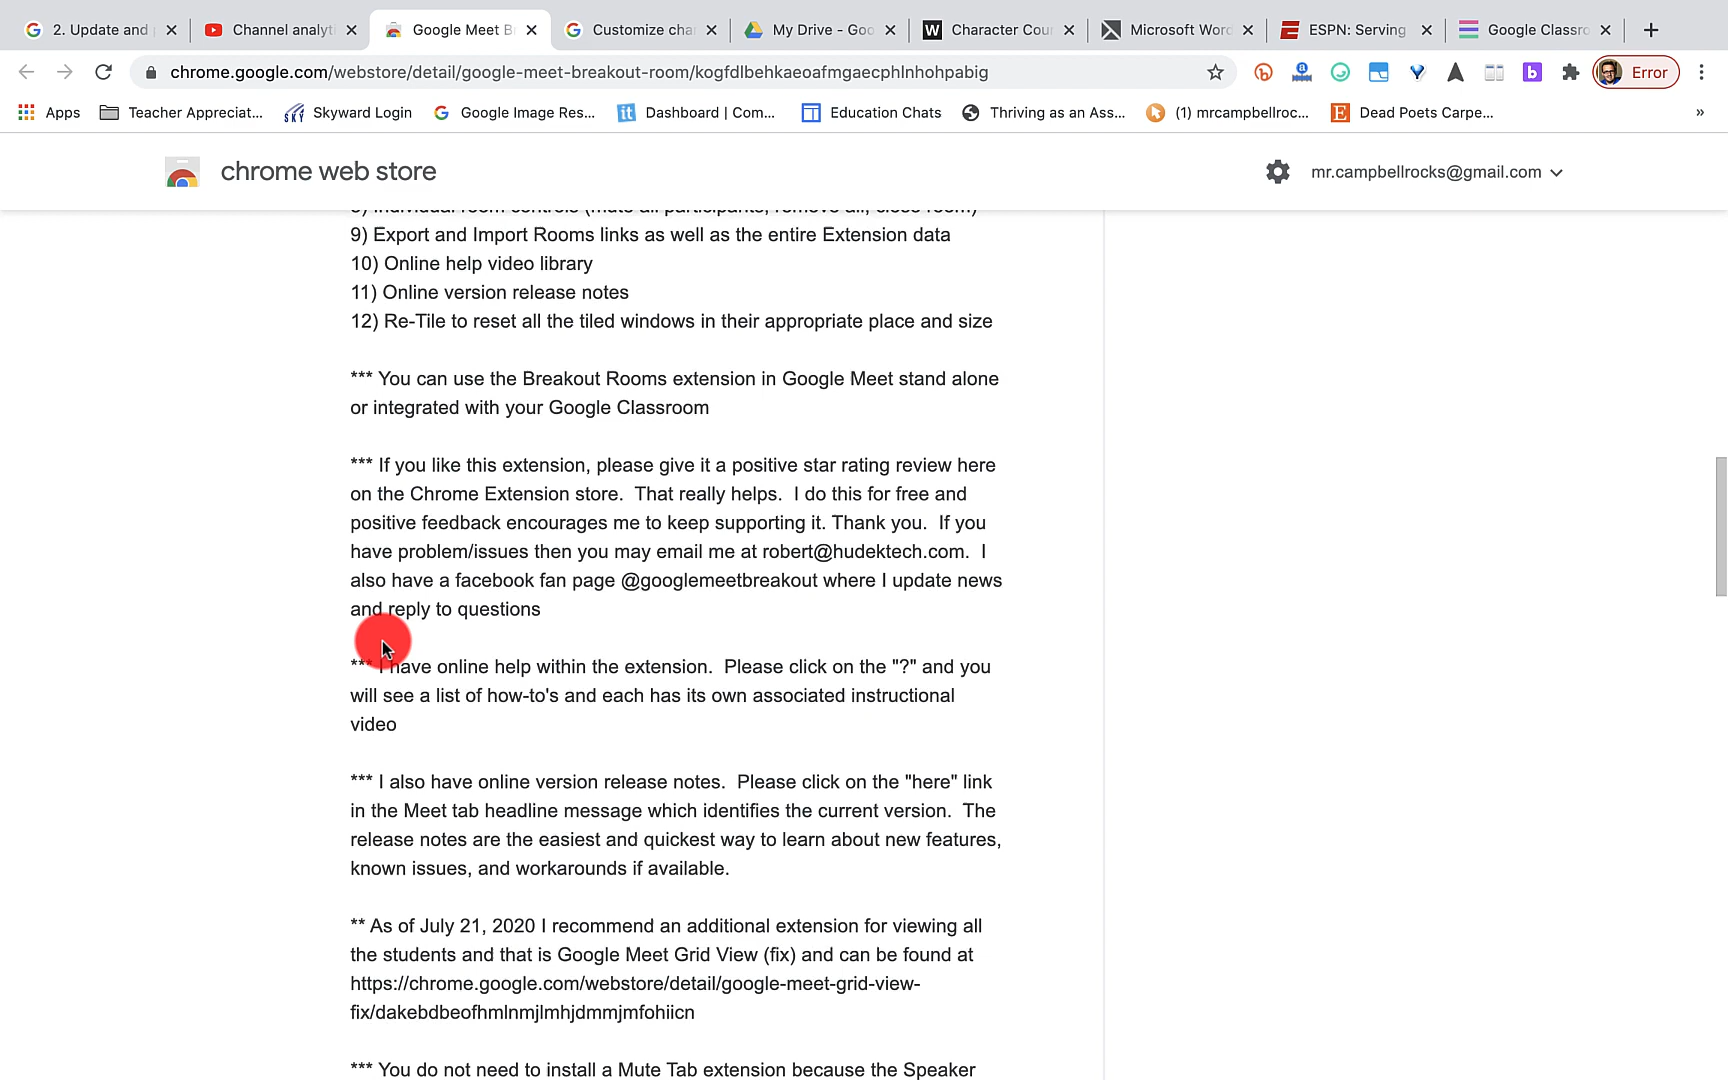 2. Update and
Channel analyti
Google Meet B
Customize cha
My Drive - Goo
Character Cou
Microsoft Word
ESPN: Serving
Google Classro
chrome.google.com/webstore/detail/google-meet-breakout-room/kogfdlbehkaeoafmgaecphlnhohpabig
Error
Apps
Teacher Appreciat...
Skyward Login
Google Image Res...
Dashboard | Com...
Education Chats
Thriving as an Ass...
(1) mrcampbellroc...
Dead Poets Carpe...
»
chrome web store
mr.campbellrocks@gmail.com
8) Individual room controls (mute all participants, remove all, close room)
9) Export and Import Rooms links as well as the entire Extension data
10) Online help video library
11) Online version release notes
12) Re-Tile to reset all the tiled windows in their appropriate place and size
*** You can use the Breakout Rooms extension in Google Meet stand alone
or integrated with your Google Classroom
*** If you like this extension, please give it a positive star rating review here
on the Chrome Extension store.  That really helps.  I do this for free and
positive feedback encourages me to keep supporting it. Thank you.  If you
have problem/issues then you may email me at robert@hudektech.com.  I
also have a facebook fan page @googlemeetbreakout where I update news
and reply to questions
*** I have online help within the extension.  Please click on the "?" and you
will see a list of how-to's and each has its own associated instructional
video
*** I also have online version release notes.  Please click on the "here" link
in the Meet tab headline message which identifies the current version.  The
release notes are the easiest and quickest way to learn about new features,
known issues, and workarounds if available.
** As of July 21, 2020 I recommend an additional extension for viewing all
the students and that is Google Meet Grid View (fix) and can be found at
https://chrome.google.com/webstore/detail/google-meet-grid-view-
fix/dakebdbeofhmlnmjlmhjdmmjmfohiicn
*** You do not need to install a Mute Tab extension because the Speaker